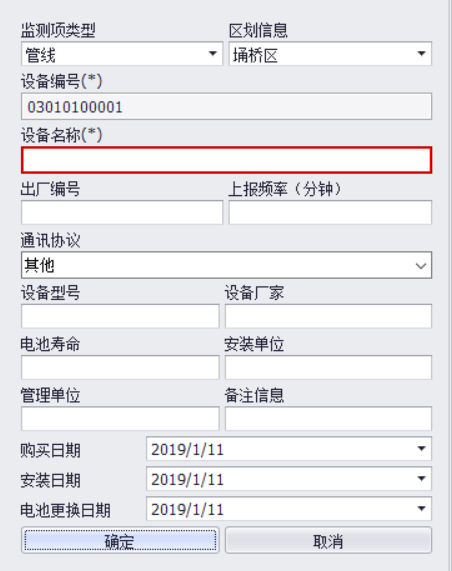 监测项类型 区划信息
管线 埇桥区
设备编号(*)
03010100001
设备名称(*)
出厂编号 上报频率（分钟）
通讯协议
其他
设备型号 设备厂家
电池寿命 安装单位
管理单位 备注信息
购买日期 2019/1/11
安装日期 2019/1/11
电池更换日期 2019/1/11
确定 取消